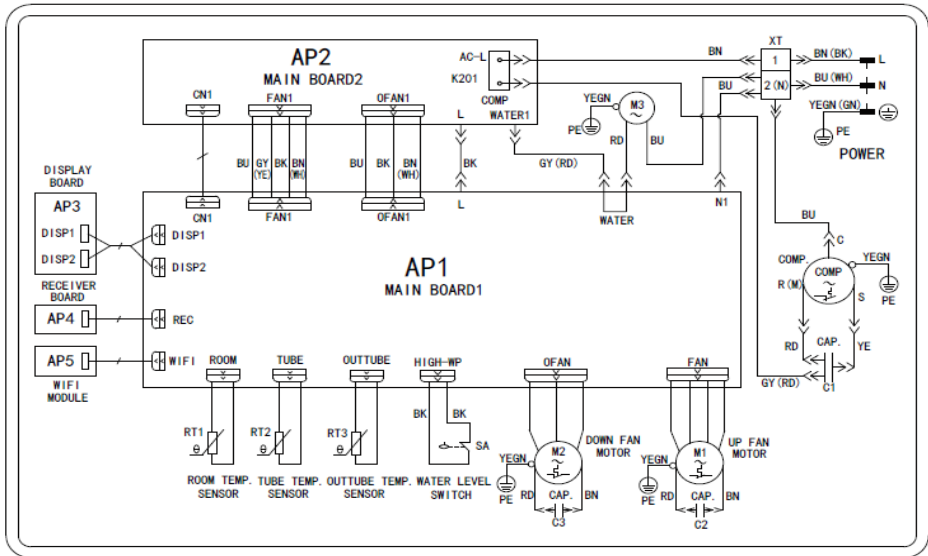 AP2
MAIN BOARD2
AC-L
K201
COMP
WATER1
L
CN1
FAN1
OFAN1
BN
XT
1
2(N)
BN(BK)
L
BU(WH)
N
YEGN(GN)
PE
POWER
BU
YEGN
PE
M3
~
RD
BU
GY(RD)
BU
GY(YE)
BK
BN(WH)
BU
BK
BN(WH)
BK
DISPLAY BOARD
AP3
DISP1
DISP2
RECEIVER BOARD
AP4
AP5
WIFI MODULE
CN1
FAN1
OFAN1
L
WATER
N1
DISP1
DISP2
REC
WIFI
AP1
MAIN BOARD1
BU
C
COMP.
COMP
YEGN
PE
R(M)
S
RD
CAP.
YE
C1
GY(RD)
ROOM
TUBE
OUTTUBE
HIGH-WP
OFAN
FAN
BK
BK
RT1
θ
RT2
θ
RT3
θ
SA
ROOM TEMP. SENSOR
TUBE TEMP. SENSOR
OUTTUBE TEMP. SENSOR
WATER LEVEL SWITCH
YEGN
PE
M2
~
DOWN FAN MOTOR
RD
CAP.
BN
C3
YEGN
PE
M1
~
UP FAN MOTOR
RD
CAP.
BN
C2